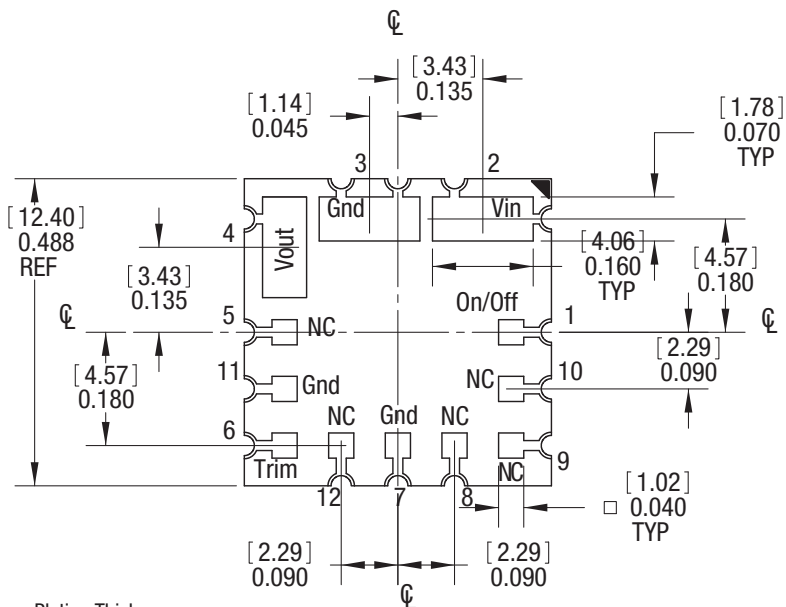 ℄
[3.43]
0.135
[1.14]
0.045
[1.78]
0.070
TYP
3
2
[12.40]
0.488
REF
Gnd
Vin
4
Vout
[4.06]
0.160
TYP
[4.57]
0.180
[3.43]
0.135
On/Off
℄
5
NC
1
℄
[2.29]
0.090
[4.57]
0.180
11
Gnd
NC
10
6
NC
Gnd
NC
Trim
NC
9
12
7
8
[1.02]
□ 0.040
TYP
[2.29]
0.090
[2.29]
0.090
℄